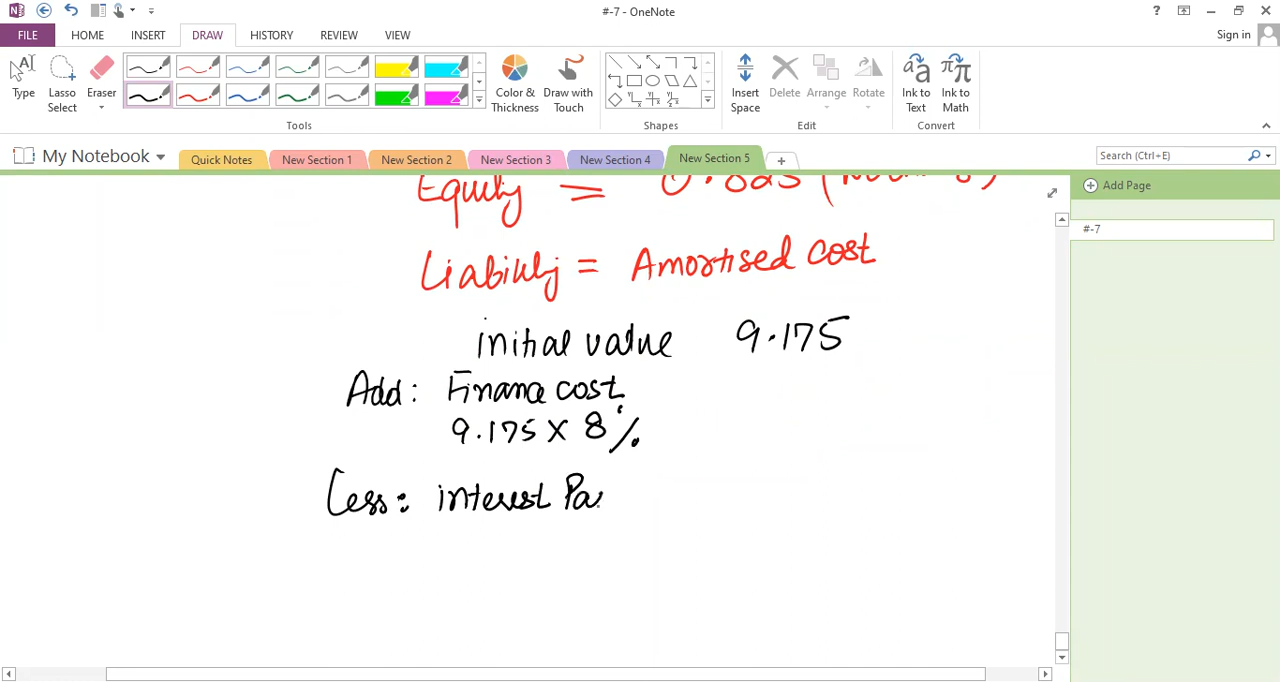 #-7 - OneNote
FILE HOME INSERT DRAW HISTORY REVIEW VIEW
Sign in
Type Lasso Select Eraser Color & Thickness Draw with Touch Insert Space Delete Arrange Rotate Ink to Text Ink to Math
Tools Shapes Edit Convert
My Notebook Quick Notes New Section 1 New Section 2 New Section 3 New Section 4 New Section 5
Search (Ctrl+E)
Add Page
#-7
Equity = 0.825
Liability = Amortised cost
initial value 9.175
Add: Finance cost
9.175 X 8%
Less: interest Pa